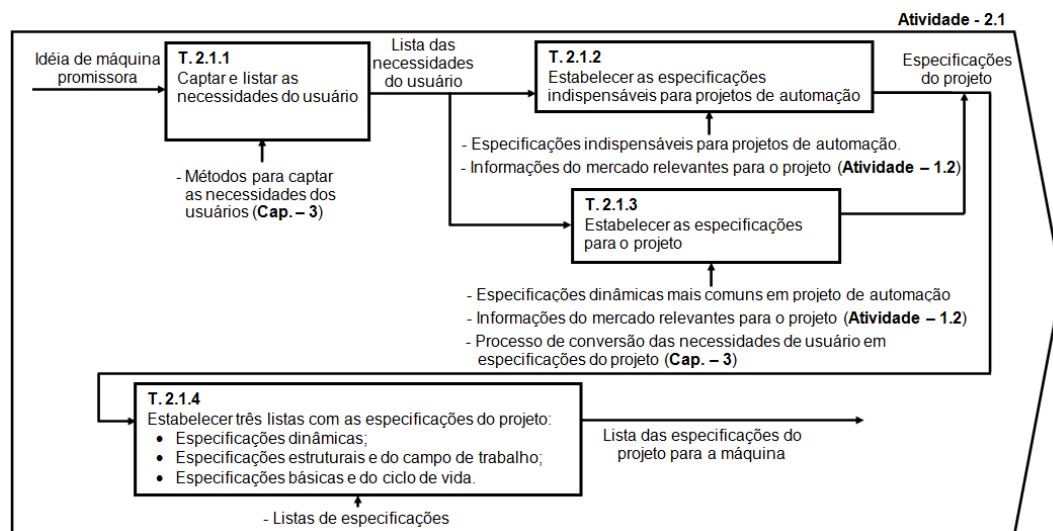 Atividade - 2.1
Idéia de máquina
promissora
T. 2.1.1
Captar e listar as
necessidades do usuário
Lista das
necessidades
do usuário
T. 2.1.2
Estabelecer as especificações
indispensáveis para projetos de automação
Especificações
do projeto
- Métodos para captar
as necessidades dos
usuários (Cap. – 3)
- Especificações indispensáveis para projetos de automação.
- Informações do mercado relevantes para o projeto (Atividade – 1.2)
T. 2.1.3
Estabelecer as especificações
para o projeto
- Especificações dinâmicas mais comuns em projeto de automação
- Informações do mercado relevantes para o projeto (Atividade – 1.2)
- Processo de conversão das necessidades de usuário em
especificações do projeto (Cap. – 3)
T. 2.1.4
Estabelecer três listas com as especificações do projeto:
• Especificações dinâmicas;
• Especificações estruturais e do campo de trabalho;
• Especificações básicas e do ciclo de vida.
Lista das especificações do
projeto para a máquina
- Listas de especificações